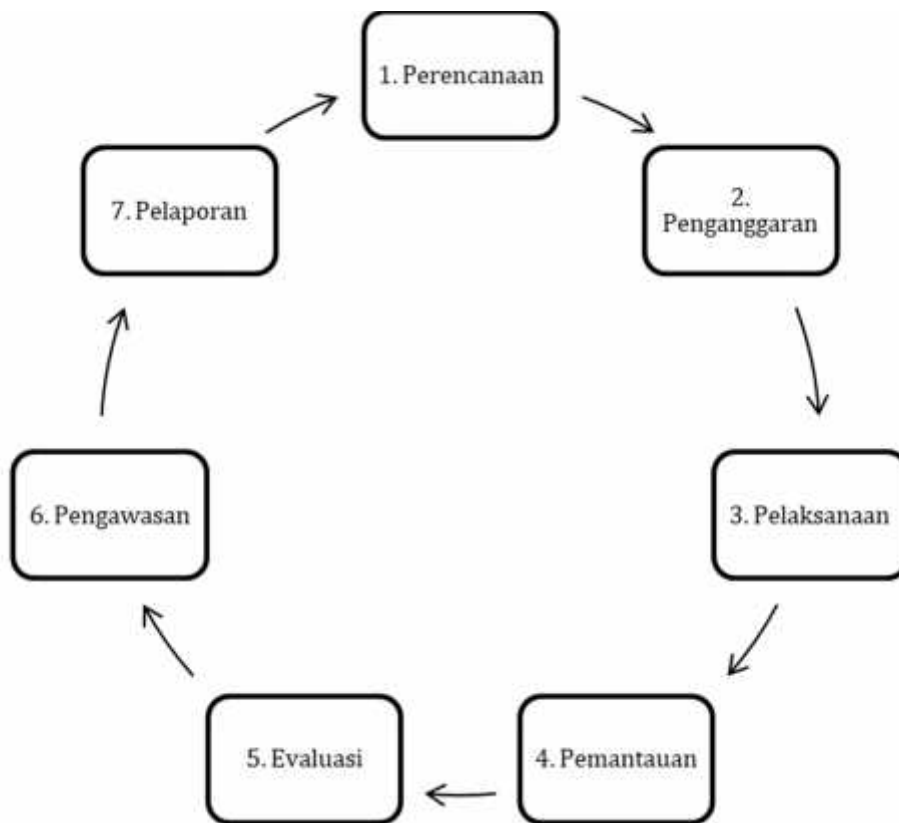 1. Perencanaan
2.
Penganggaran
3. Pelaksanaan
4. Pemantauan
5. Evaluasi
6. Pengawasan
7. Pelaporan